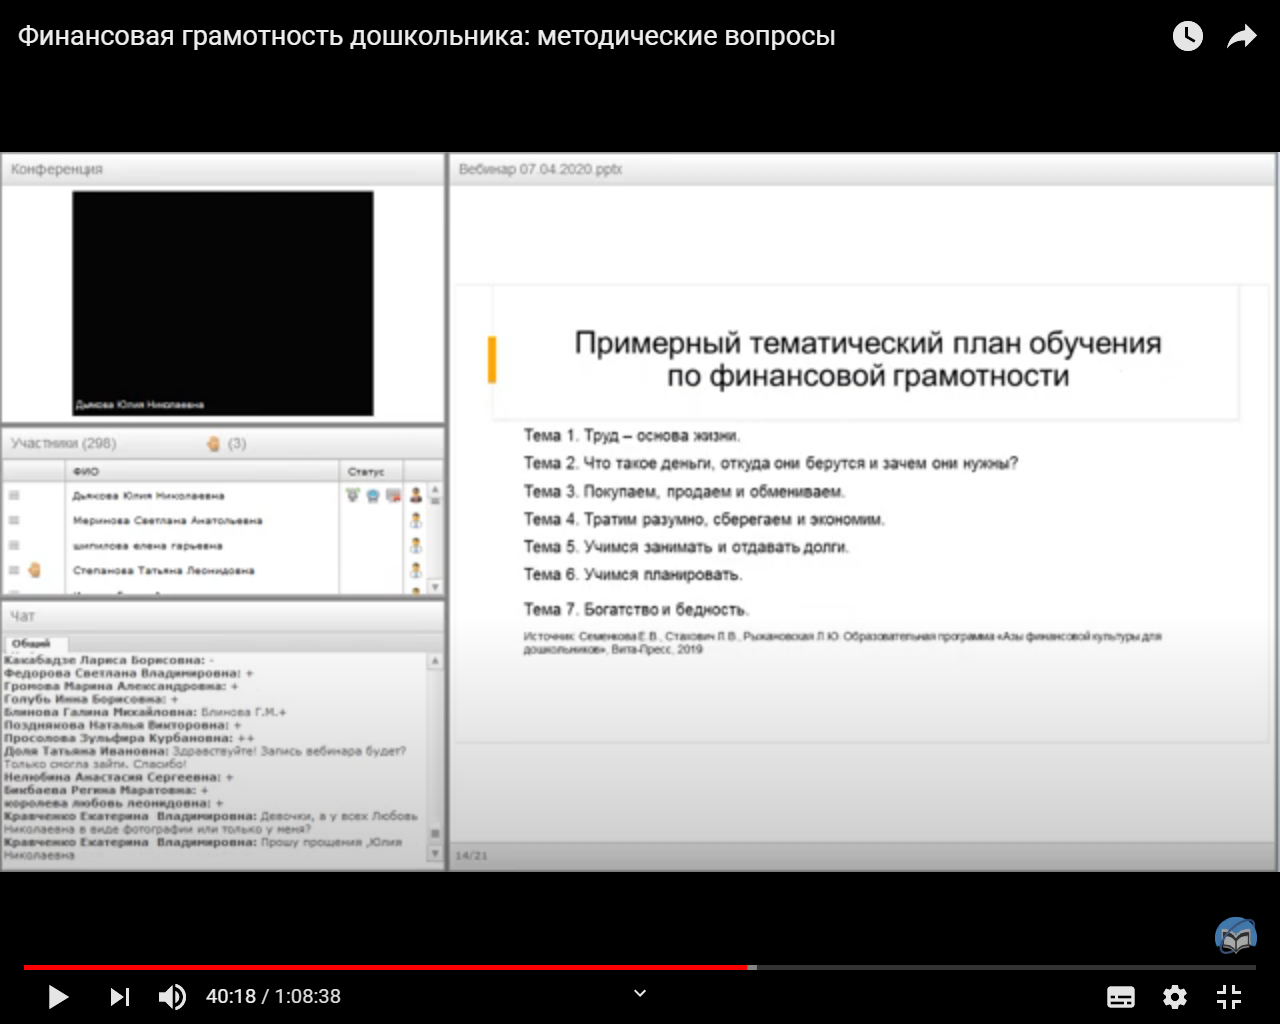 Финансовая грамотность дошкольника: методические вопросы
Конференция
Дьякова Юлия Николаевна
Участники (298)
(3)
ФИО
Статус
Дьякова Юлия Николаевна
Меринова Светлана Анатольевна
шипилова елена гарьевна
Степанова Татьяна Леонидовна
Чат
Общий
Какабадзе Лариса Борисовна: -
Федорова Светлана Владимировна: +
Громова Марина Александровна: +
Голубь Инна Борисовна: +
Блинова Галина Михайловна: Блинова Г.М.+
Позднякова Наталья Викторовна: +
Просолова Зульфира Курбановна: ++
Доля Татьяна Ивановна: Здравствуйте! Запись вебинара будет?
Только смогла зайти. Спасибо!
Нелюбина Анастасия Сергеевна: +
Бикбаева Регина Маратовна: +
королева любовь леонидовна: +
Кравченко Екатерина Владимировна: Девочки, а у всех Любовь
Николаевна в виде фотографии или только у меня?
Кравченко Екатерина Владимировна: Прошу прощения ,Юлия
Николаевна
Вебинар 07.04.2020.pptx
Примерный тематический план обучения
по финансовой грамотности
Тема 1. Труд – основа жизни.
Тема 2. Что такое деньги, откуда они берутся и зачем они нужны?
Тема 3. Покупаем, продаем и обмениваем.
Тема 4. Тратим разумно, сберегаем и экономим.
Тема 5. Учимся занимать и отдавать долги.
Тема 6. Учимся планировать.
Тема 7. Богатство и бедность.
Источник: Семенкова Е.В., Стахович Л.В., Рыжановская Л.Ю. Образовательная программа «Азы финансовой культуры для
дошкольников», Вита-Пресс, 2019
14/21
40:18 / 1:08:38